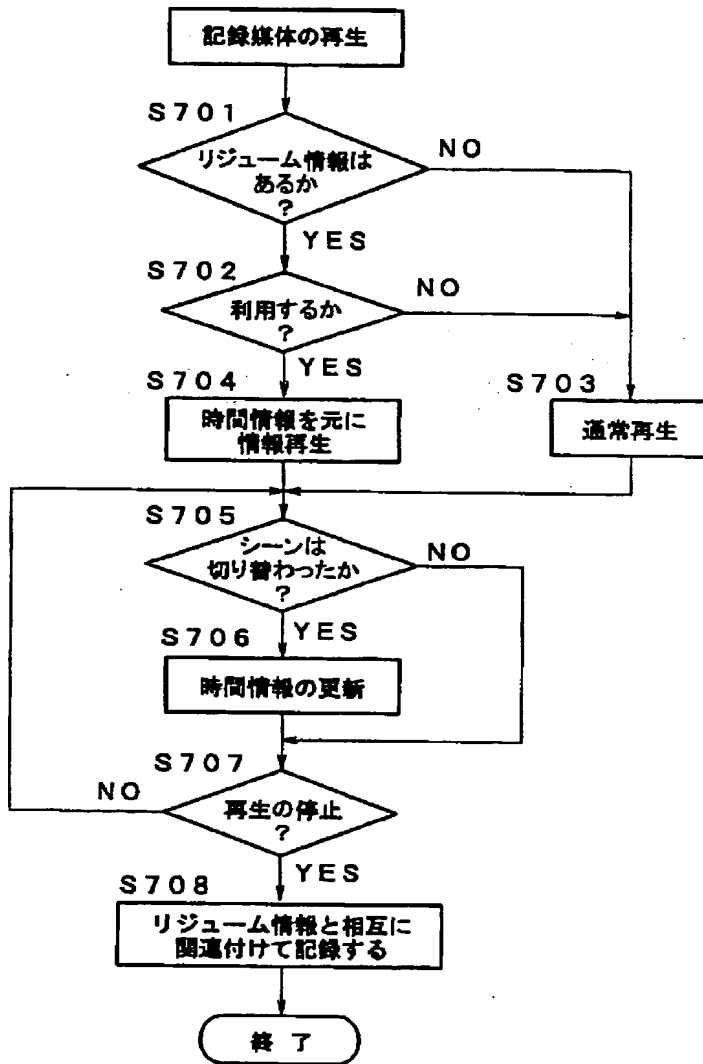 記録媒体の再生
S701
リジューム情報は
あるか
?
NO
YES
S702
利用するか
?
NO
YES
S704
時間情報を元に
情報再生
S703
通常再生
S705
シーンは
切り替わったか
?
NO
YES
S706
時間情報の更新
S707
再生の停止
?
NO
YES
S708
リジューム情報と相互に
関連付けて記録する
終了